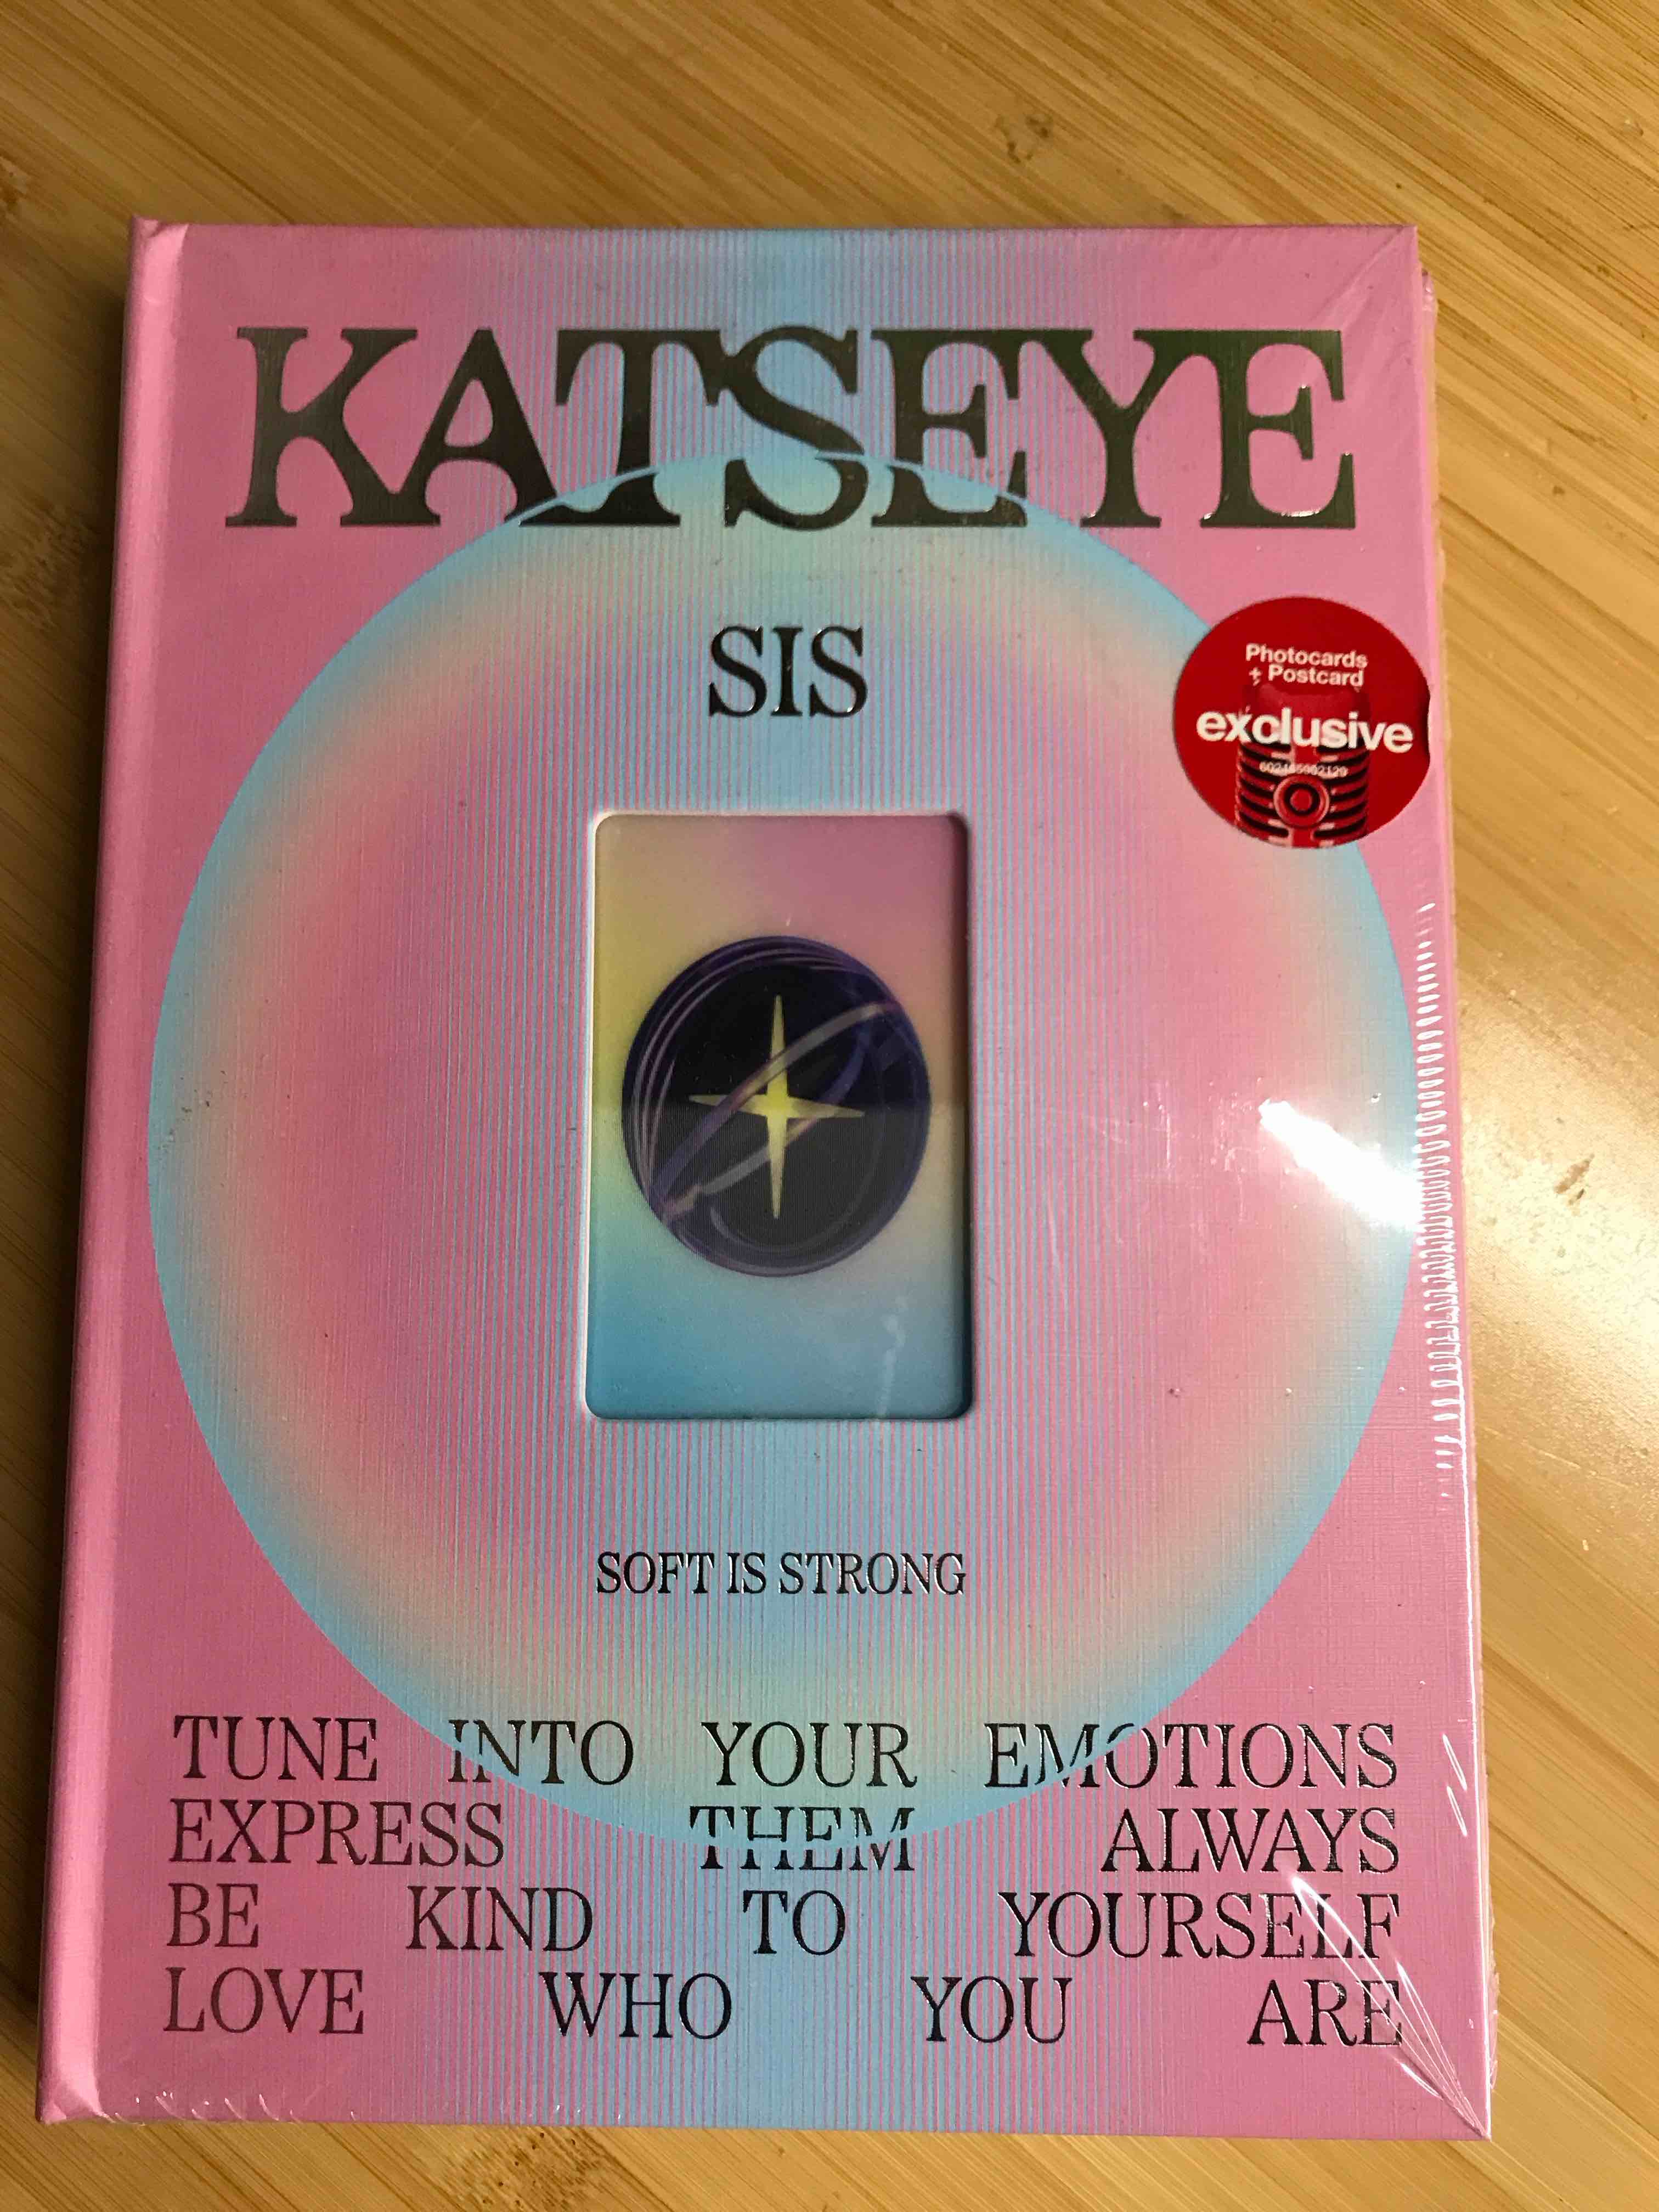 KATSEYE
SIS
Photocards
+ Postcard
exclusive
SOFT IS STRONG
TUNE INTO YOUR EMOTIONS
EXPRESS THEM ALWAYS
BE KIND TO YOURSELF
LOVE WHO YOU ARE